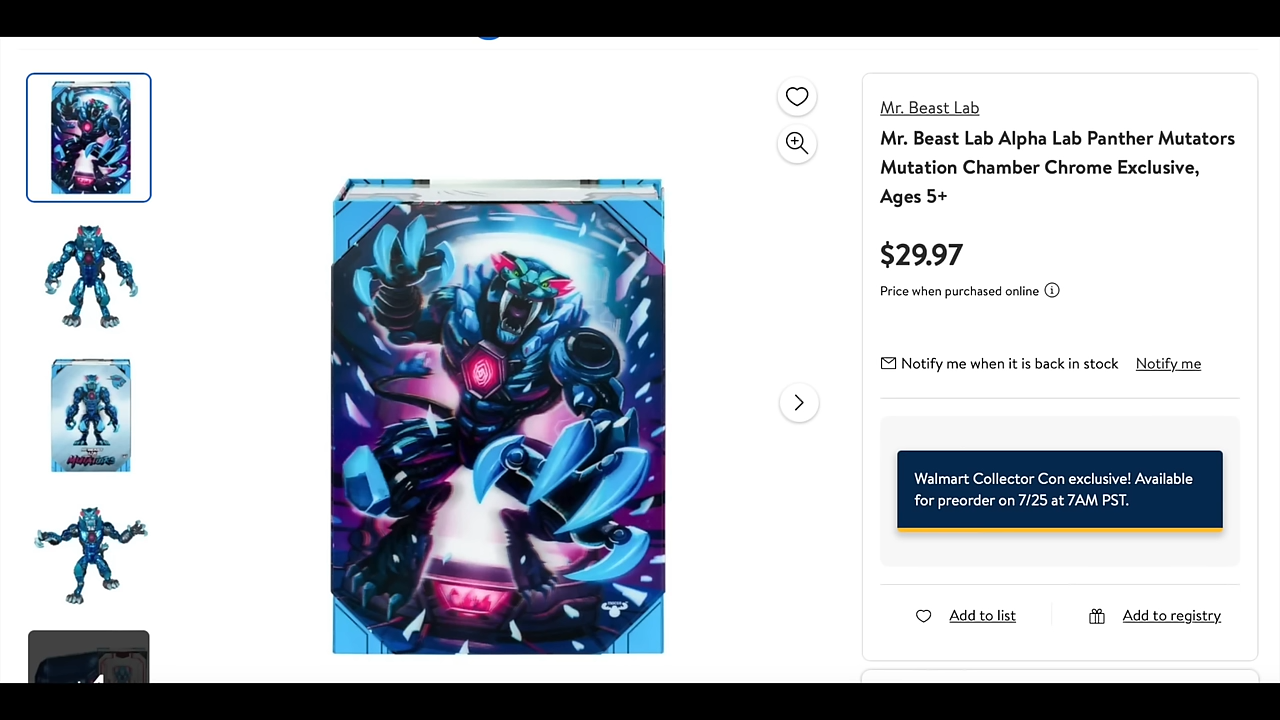 Mr. Beast Lab
Mr. Beast Lab Alpha Lab Panther Mutators
Mutation Chamber Chrome Exclusive,
Ages 5+
$29.97
Price when purchased online
Notify me when it is back in stock Notify me
Walmart Collector Con exclusive! Available
for preorder on 7/25 at 7AM PST.
Add to list Add to registry